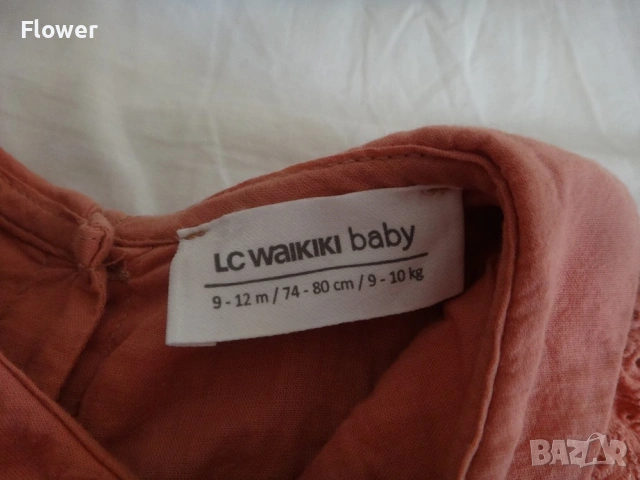 Flower
LC WAIKIKI baby
9 - 12 m / 74 - 80 cm / 9 - 10 kg
BAZAR